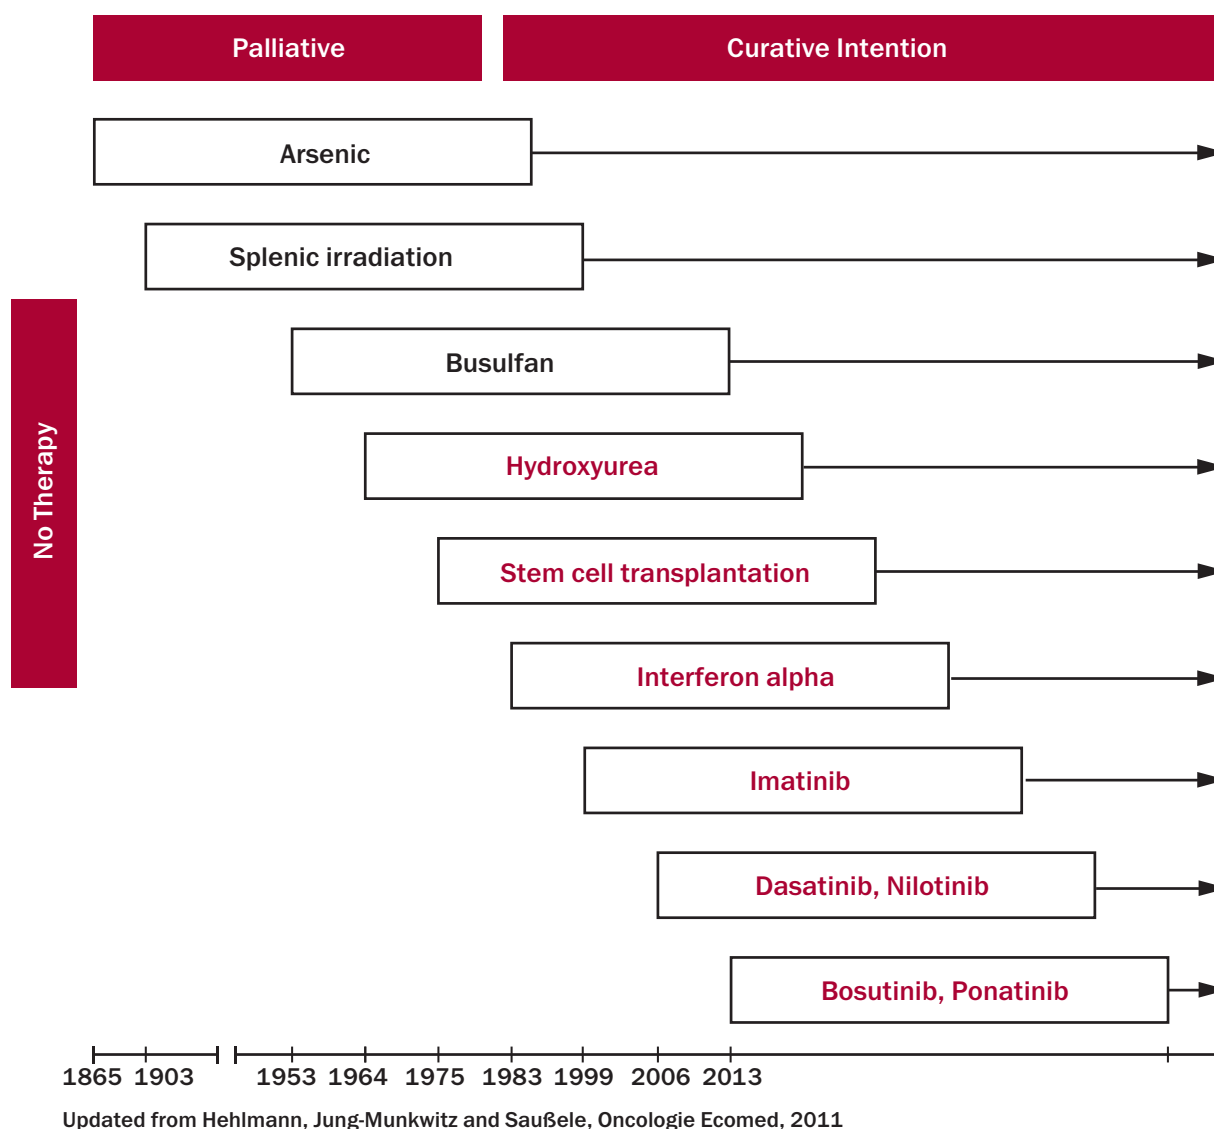 Palliative
Curative Intention
Arsenic
Splenic irradiation
Busulfan
Hydroxyurea
No Therapy
Stem cell transplantation
Interferon alpha
Imatinib
Dasatinib, Nilotinib
Bosutinib, Ponatinib
1865 1903 1953 1964 1975 1983 1999 2006 2013
Updated from Hehlmann, Jung-Munkwitz and Saußele, Oncologie Ecomed, 2011